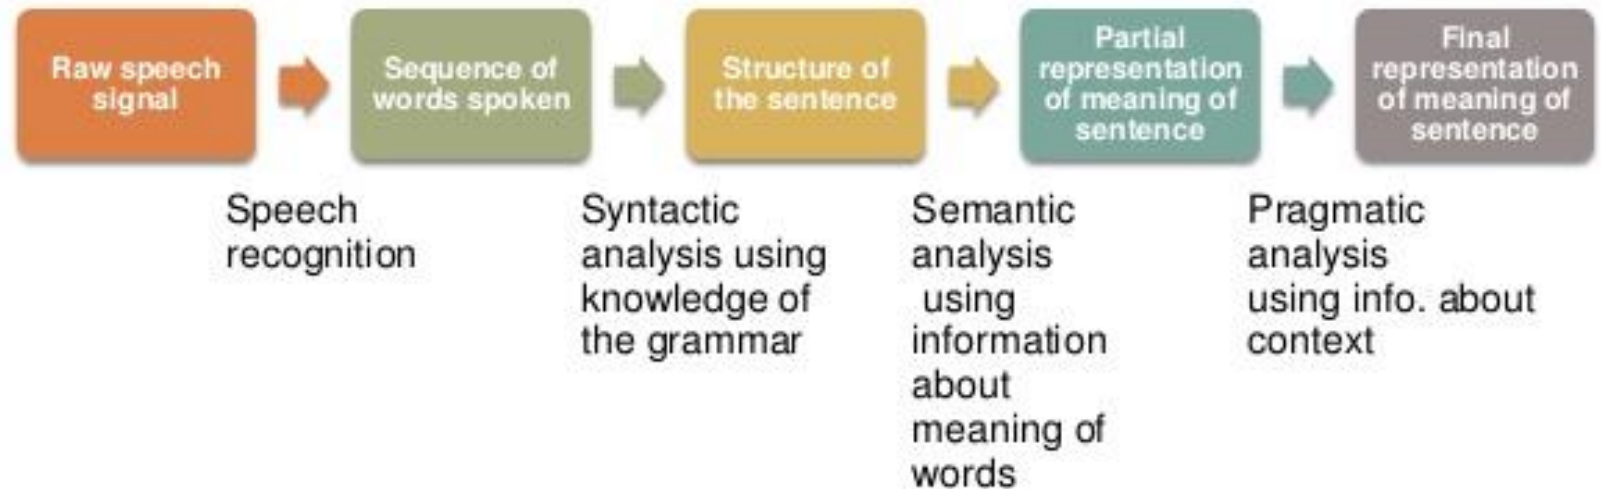 Raw speech
signal
Sequence of
words spoken
Structure of
the sentence
Partial
representation
of meaning of
sentence
Final
representation
of meaning of
sentence
Speech
recognition
Syntactic
analysis using
knowledge of
the grammar
Semantic
analysis
using
information
about
meaning of
words
Pragmatic
analysis
using info. about
context